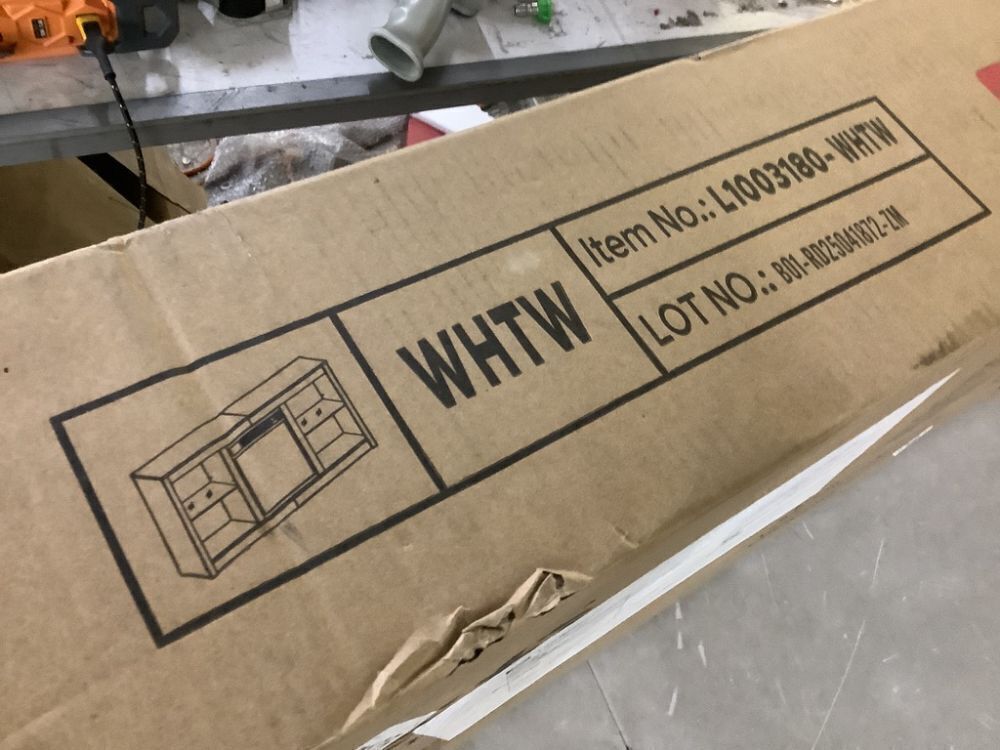 WHTW
Item No.: L1003180-WHTW
LOT NO.: B01-RD25041872-ZM